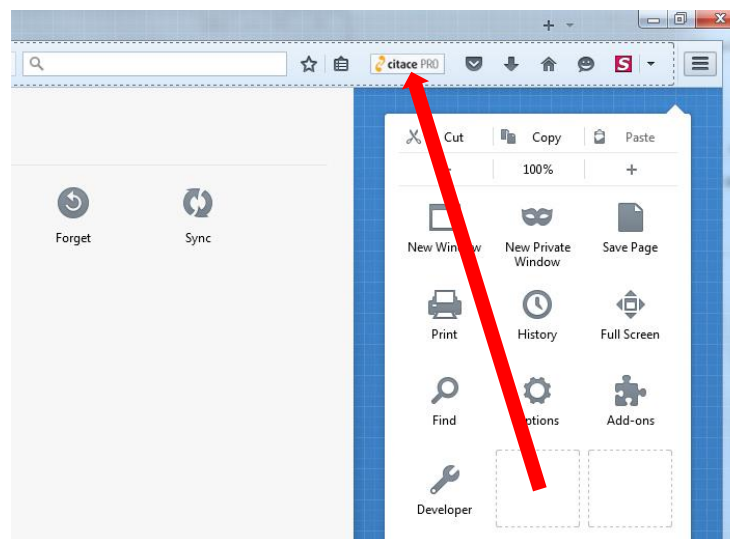 citace PRO
S
Cut Copy Paste
100% +
Forget Sync
New Window New Private Window Save Page
Print History Full Screen
Find Options Add-ons
Developer